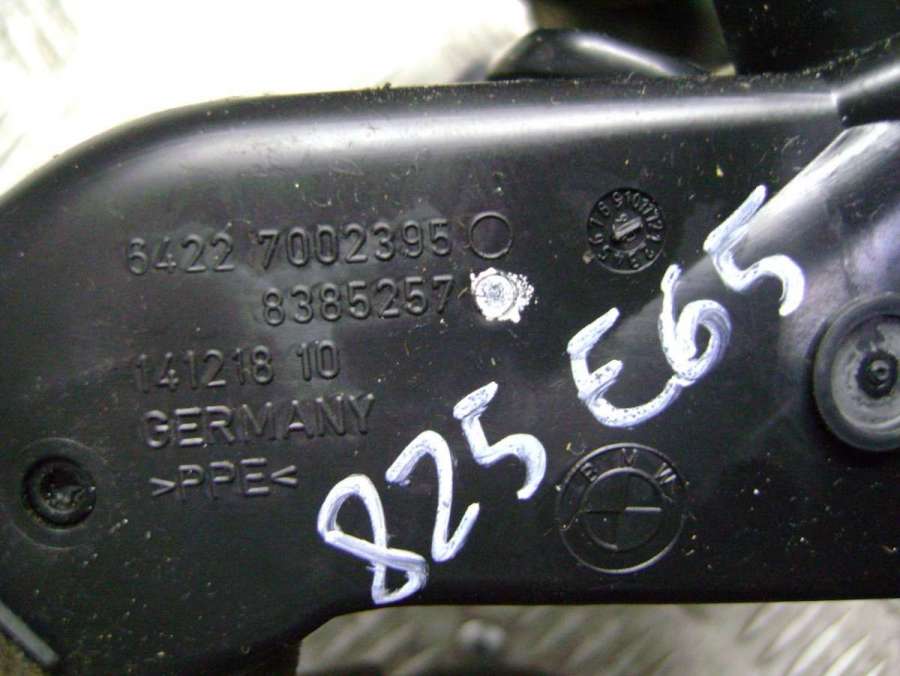 6422 7002395
8385257
141218 10
GERMANY
>PPE<
825 E65
BMW